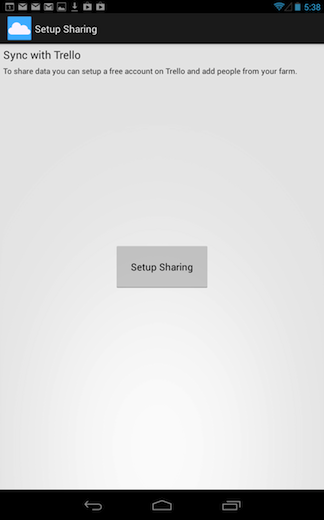 5:38
Setup Sharing
Sync with Trello
To share data you can setup a free account on Trello and add people from your farm.
Setup Sharing